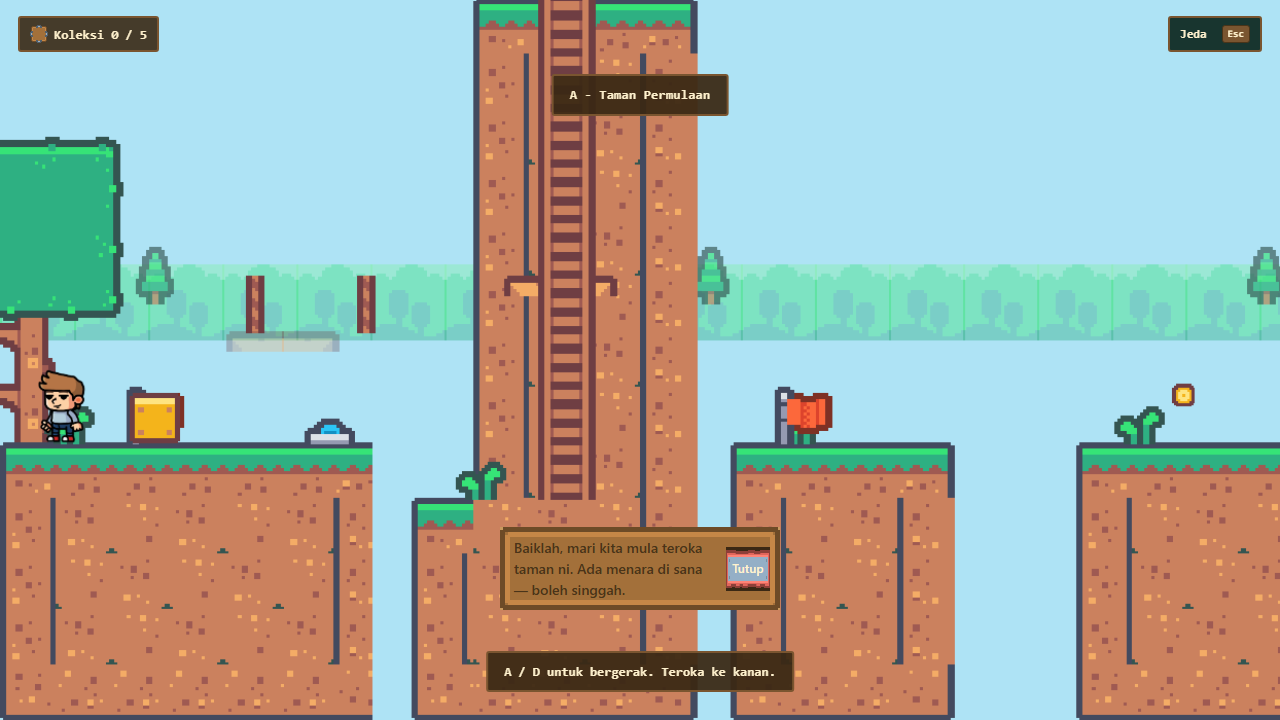 Koleksi 0 / 5
Jeda Esc
A - Taman Permulaan
Baiklah, mari kita mula teroka
taman ni. Ada menara di sana
— boleh singgah.
Tutup
A / D untuk bergerak. Teroka ke kanan.